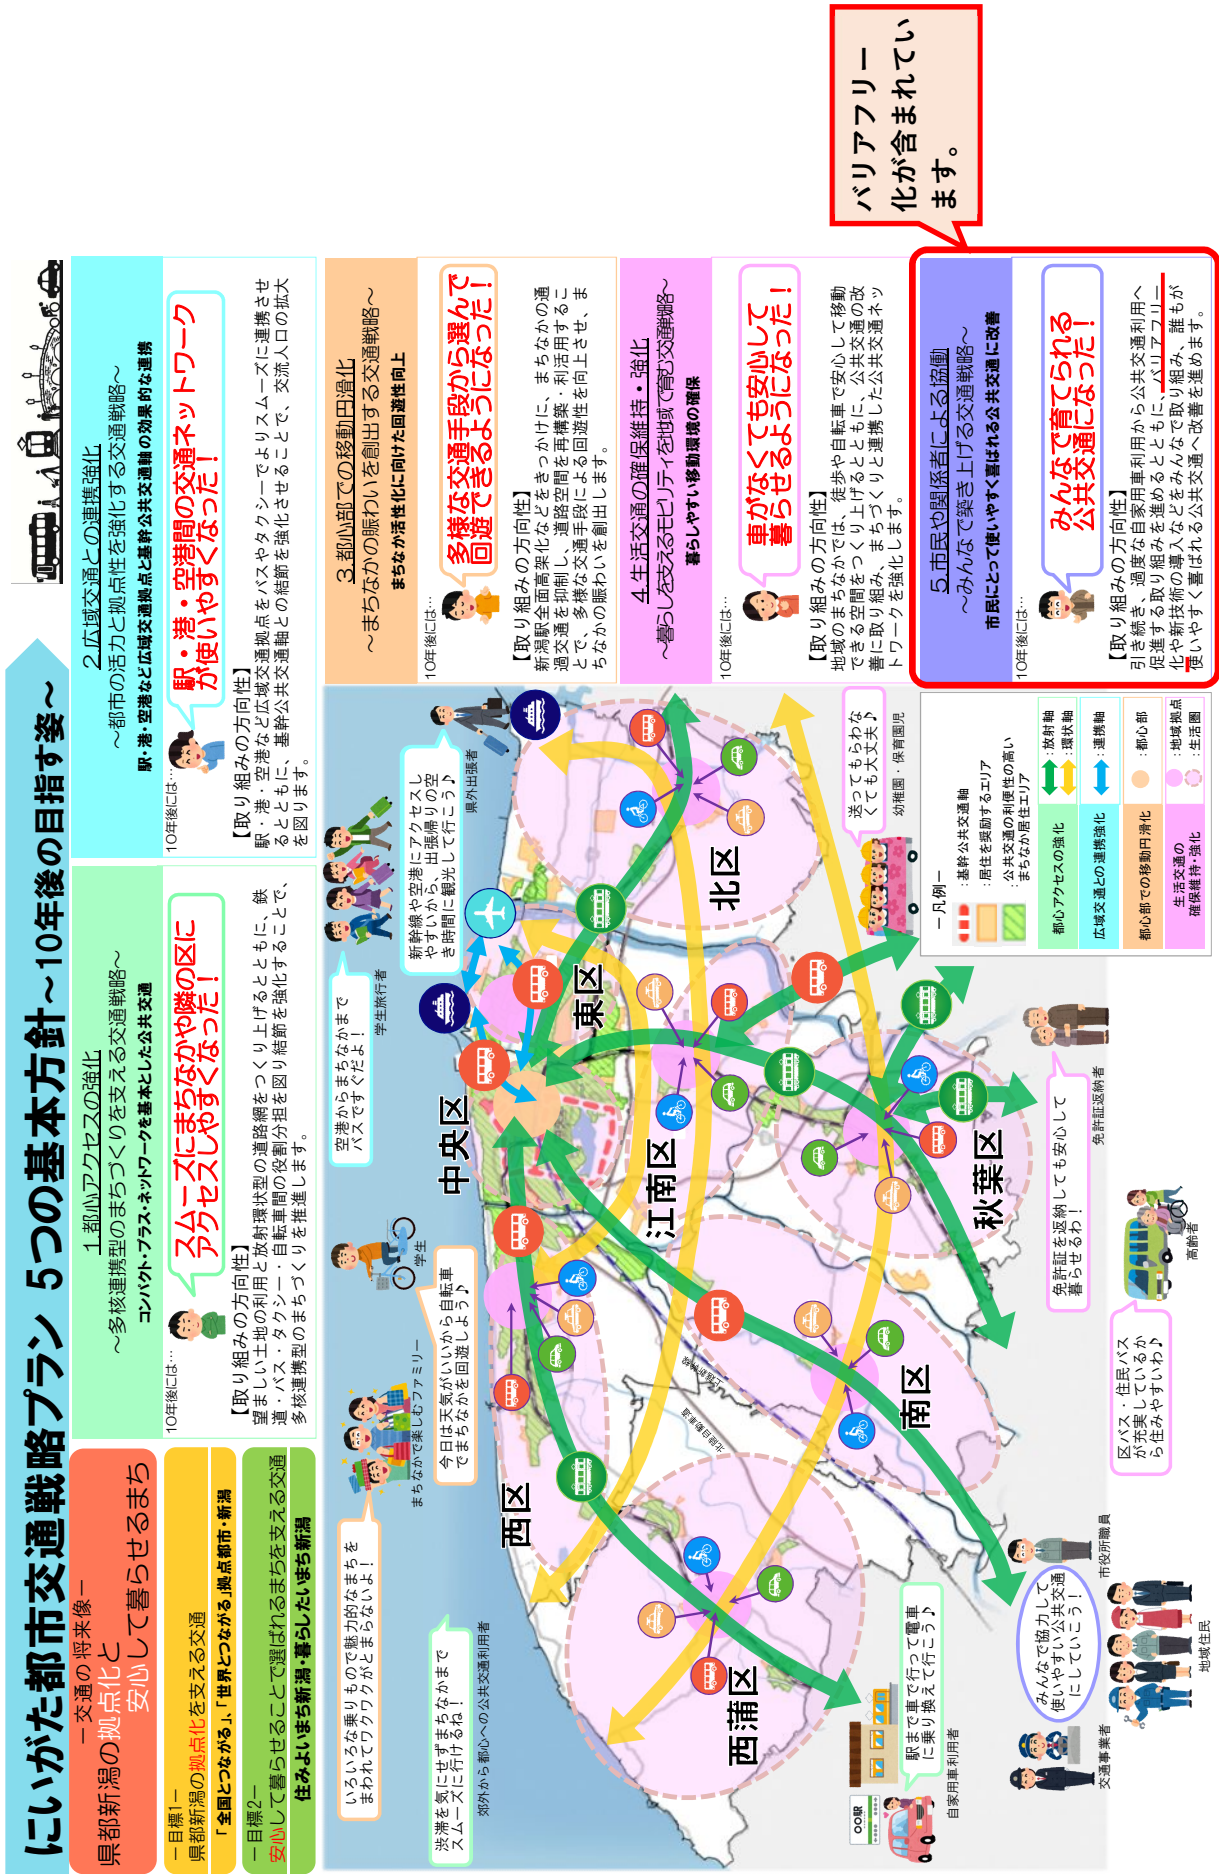 にいがた都市交通戦略プラン 5つの基本方針~10年後の目指す姿~
ー交通の将来像ー
県都新潟の拠点化と
安心して暮らせるまち
ー目標1ー
県都新潟の拠点化を支える交通
「全国とつながる」、「世界とつながる」拠点都市・新潟
ー目標2ー
安心して暮らせることで選ばれるまちを支える交通
住みよいまち新潟・暮らしたいまち新潟
1.都心アクセスの強化
~多核連携型のまちづくりを支える交通戦略~
コンパクト・プラス・ネットワークを基本とした公共交通
10年後には…
スムーズにまちなかや隣の区に
アクセスしやすくなった!
【取り組みの方向性】
望ましい土地の利用と放射環状型の道路網をつくり上げるとともに、鉄
道・バス・タクシー・自転車間の役割分担を図り結節を強化することで、
多核連携型のまちづくりを推進します。
2.広域交通との連携強化
~都市の活力と拠点性を強化する交通戦略~
駅・港・空港など広域交通拠点と基幹公共交通軸の効果的な連携
10年後には…
駅・港・空港間の交通ネットワーク
が使いやすくなった!
【取り組みの方向性】
駅・港・空港など広域交通拠点をバスやタクシーでよりスムーズに連携させ
るとともに、基幹公共交通軸との結節を強化させることで、交流人口の拡大
を図ります。
3.都心部での移動円滑化
~まちなかの賑わいを創出する交通戦略~
まちなか活性化に向けた回遊性向上
10年後には…
多様な交通手段から選んで
回遊できるようになった!
【取り組みの方向性】
新潟駅全面高架化などをきっかけに、まちなかの通
過交通を抑制し、道路空間を再構築・利活用するこ
とで、多様な交通手段による回遊性を向上させ、ま
ちなかの賑わいを創出します。
4.生活交通の確保維持・強化
~暮らしを支えるモビリティを地域で育む交通戦略~
暮らしやすい移動環境の確保
10年後には…
車がなくても安心して
暮らせるようになった!
【取り組みの方向性】
地域のまちなかでは、徒歩や自転車で安心して移動
できる空間をつくり上げるとともに、公共交通の改
善に取り組み、まちづくりと連携した公共交通ネッ
トワークを強化します。
5.市民や関係者による協働
~みんなで築き上げる交通戦略~
市民にとって使いやすく喜ばれる公共交通に改善
10年後には…
みんなで育てられる
公共交通になった!
【取り組みの方向性】
引き続き、過度な自家用車利用から公共交通利用へ
促進する取り組みを進めるとともに、バリアフリー
化や新技術の導入などをみんなで取り組み、誰もが
使いやすく喜ばれる公共交通へ改善を進めます。
バリアフリー
化が含まれてい
ます。
いろいろな乗りもので魅力的なまちを
まわれてワクワクがとまらないよ!
まちなかで楽しむファミリー
今日は天気がいいから自転車
でまちなかを回遊しよう♪
学生
空港からまちなかまで
バスですぐだよ!
学生旅行者
新幹線や空港にアクセスし
やすいから、出張帰りの空
き時間に観光して行こう♪
県外出張者
渋滞を気にせずまちなかまで
スムーズに行けるね!
郊外から都心への公共交通利用者
西区
中央区
東区
北区
江南区
秋葉区
南区
西蒲区
上越新幹線
北陸自動車道
送ってもらわな
くても大丈夫♪
幼稚園・保育園児
免許証を返納しても安心して
暮らせるわ!
免許証返納者
区バス・住民バス
が充実しているか
ら住みやすいわ♪
高齢者
駅まで車で行って電車
に乗り換えて行こう♪
自家用車利用者
○○駅
みんなで協力して
使いやすい公共交通
にしていこう!
市役所職員
交通事業者
地域住民
ー凡例ー
:基幹公共交通軸
:居住を奨励するエリア
:公共交通の利便性の高い
まちなか居住エリア
都心アクセスの強化
:放射軸
:環状軸
広域交通との連携強化
:連携軸
都心部での移動円滑化
:都心部
生活交通の
確保維持・強化
:地域拠点
:生活圏